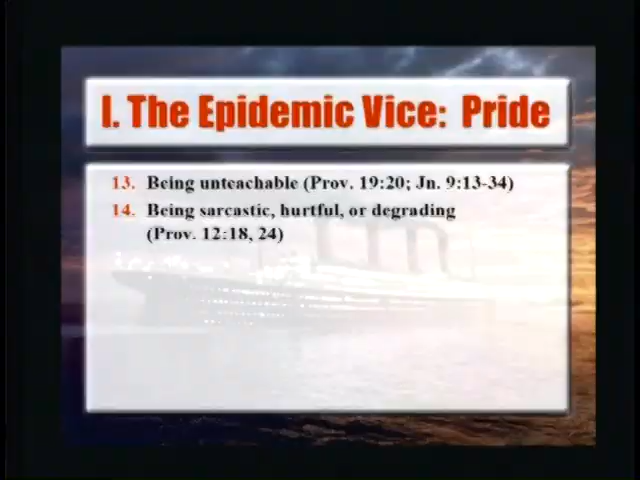 I. The Epidemic Vice: Pride
13. Being unteachable (Prov. 19:20; Jn. 9:13-34)
14. Being sarcastic, hurtful, or degrading
(Prov. 12:18, 24)